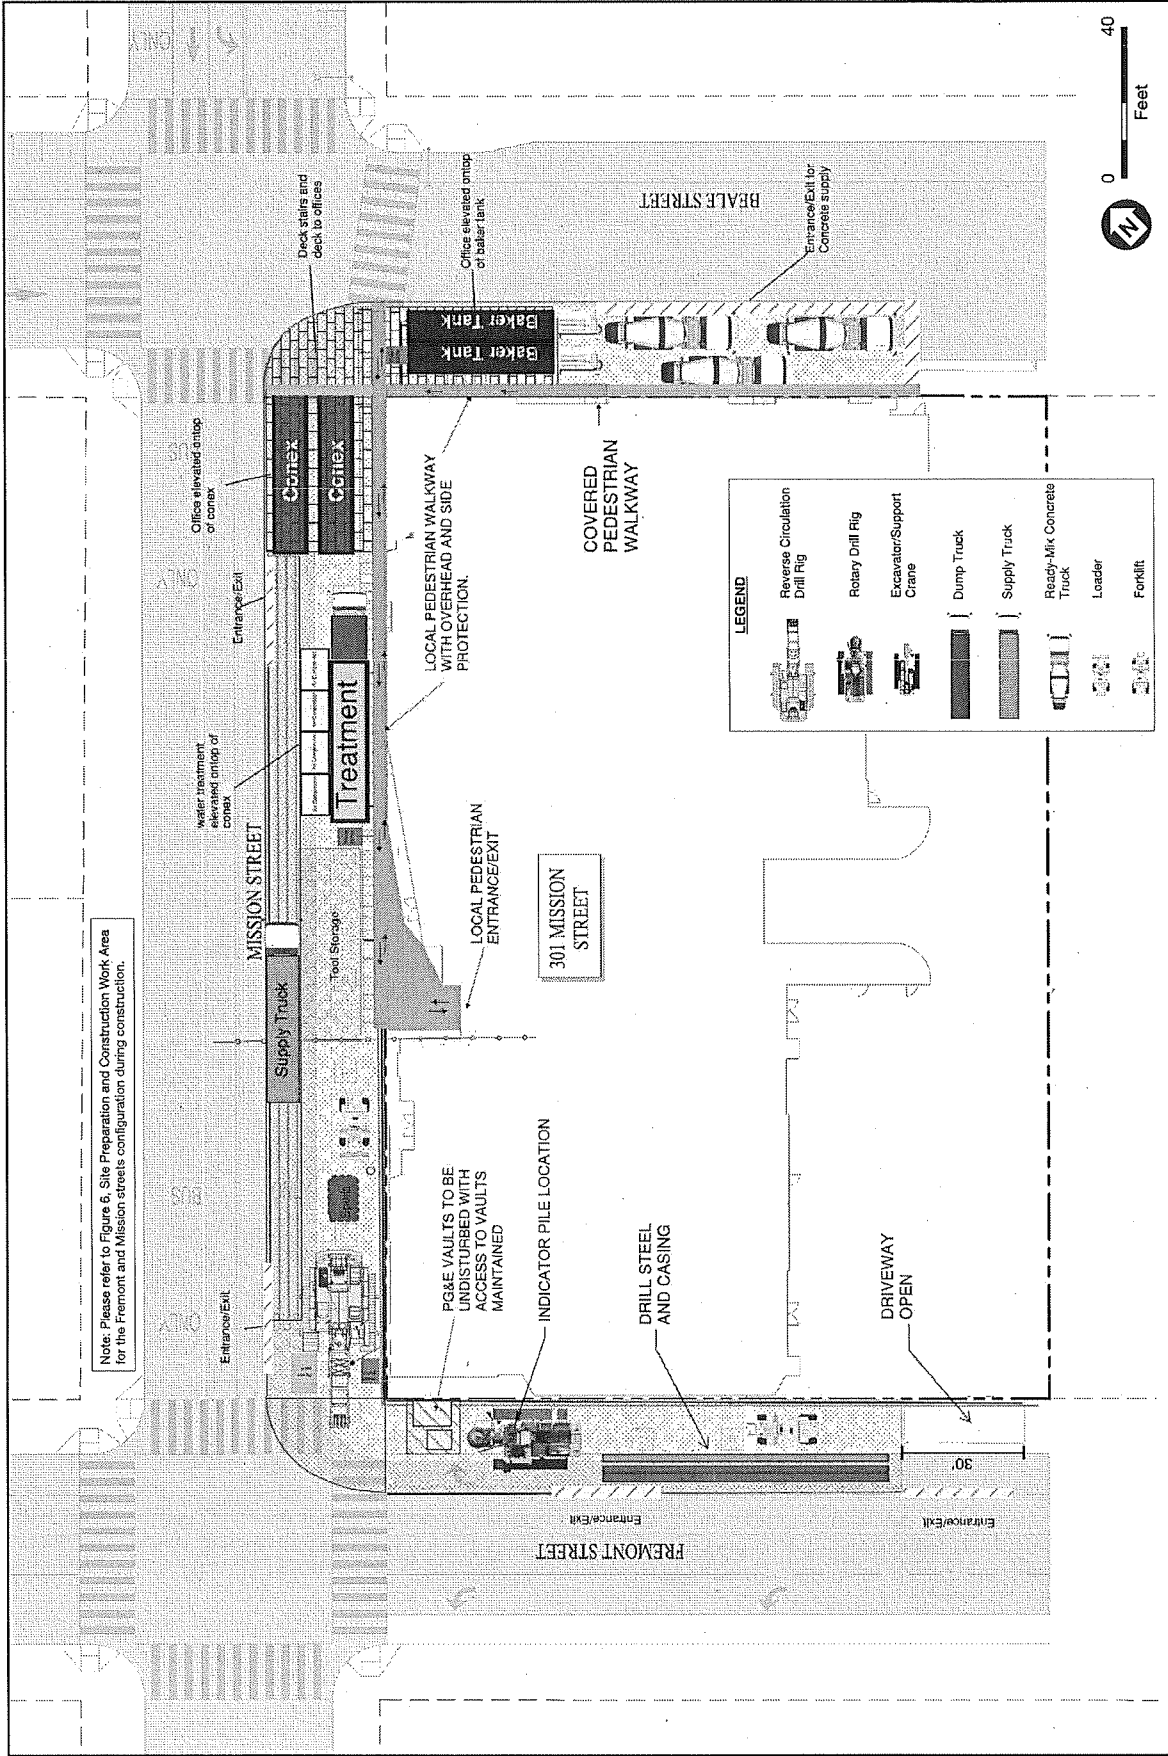 Note: Please refer to Figure 6, Site Preparation and Construction Work Area
for the Fremont and Mission streets configuration during construction.
ONLY
BUS
ONLY
BUS
ONLY
MISSION STREET
Entrance/Exit
water treatment
elevated ontop of
conex
Entrance/Exit
Office elevated ontop
of conex
Deck stairs and
deck to offices
Supply Truck
Tool Storage
Treatment
Conex
Conex
Office elevated ontop
of baker tank
Baker Tank
Baker Tank
BEALE STREET
Entrance/Exit for
Concrete supply
PG&E VAULTS TO BE
UNDISTURBED WITH
ACCESS TO VAULTS
MAINTAINED
INDICATOR PILE LOCATION
DRILL STEEL
AND CASING
DRIVEWAY
OPEN
30'
Entrance/Exit
Entrance/Exit
FREMONT STREET
LOCAL PEDESTRIAN
ENTRANCE/EXIT
301 MISSION
STREET
LOCAL PEDESTRIAN WALKWAY
WITH OVERHEAD AND SIDE
PROTECTION.
COVERED
PEDESTRIAN
WALKWAY
LEGEND
Reverse Circulation
Drill Rig
Rotary Drill Rig
Excavator/Support
Crane
Dump Truck
Supply Truck
Ready-Mix Concrete
Truck
Loader
Forklift
N
0
40
Feet